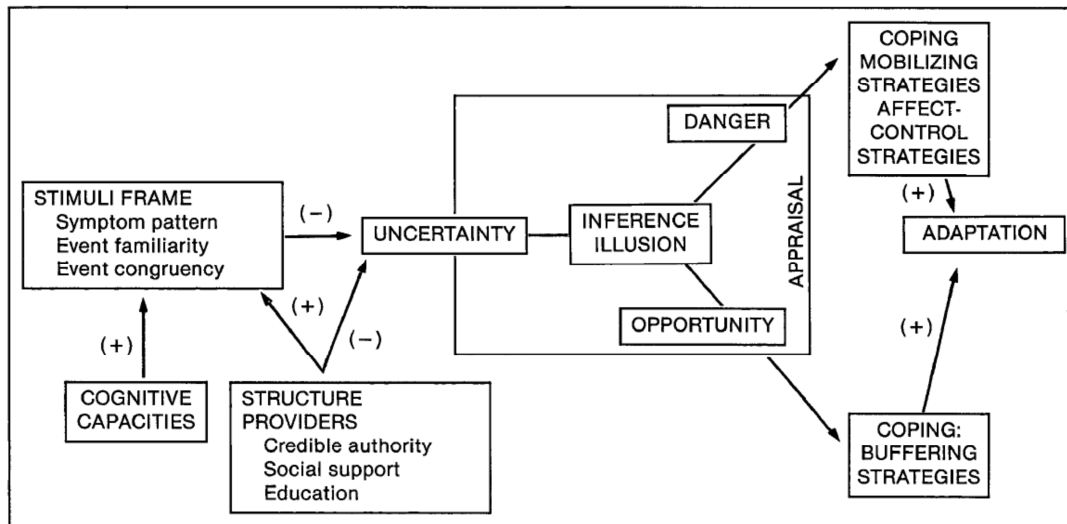 STIMULI FRAME
Symptom pattern
Event familiarity
Event congruency
(-)
(+)
COGNITIVE
CAPACITIES
(+)
(-)
STRUCTURE
PROVIDERS
Credible authority
Social support
Education
UNCERTAINTY
INFERENCE
ILLUSION
DANGER
OPPORTUNITY
APPRAISAL
COPING
MOBILIZING
STRATEGIES
AFFECT-
CONTROL
STRATEGIES
(+)
ADAPTATION
(+)
COPING:
BUFFERING
STRATEGIES